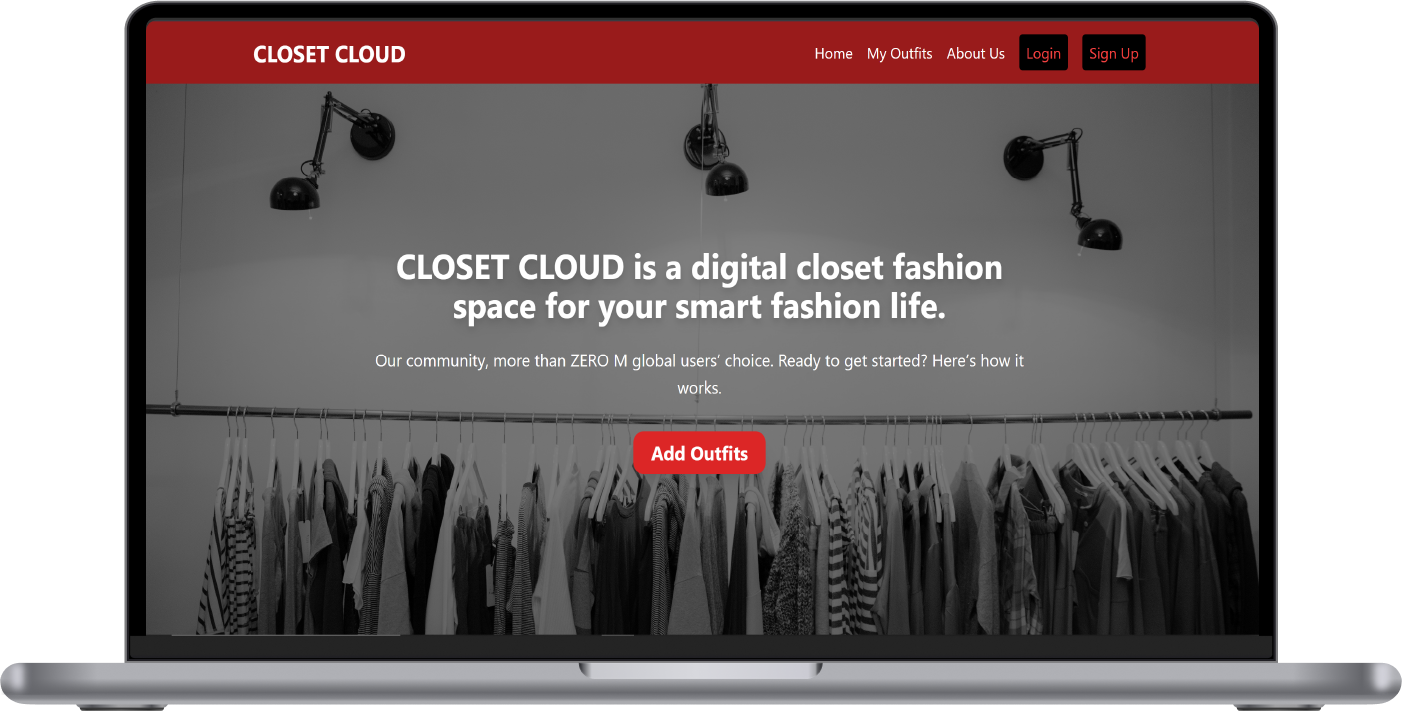 CLOSET CLOUD
Home My Outfits About Us Login Sign Up
CLOSET CLOUD is a digital closet fashion
space for your smart fashion life.
Our community, more than ZERO M global users’ choice. Ready to get started? Here’s how it
works.
Add Outfits